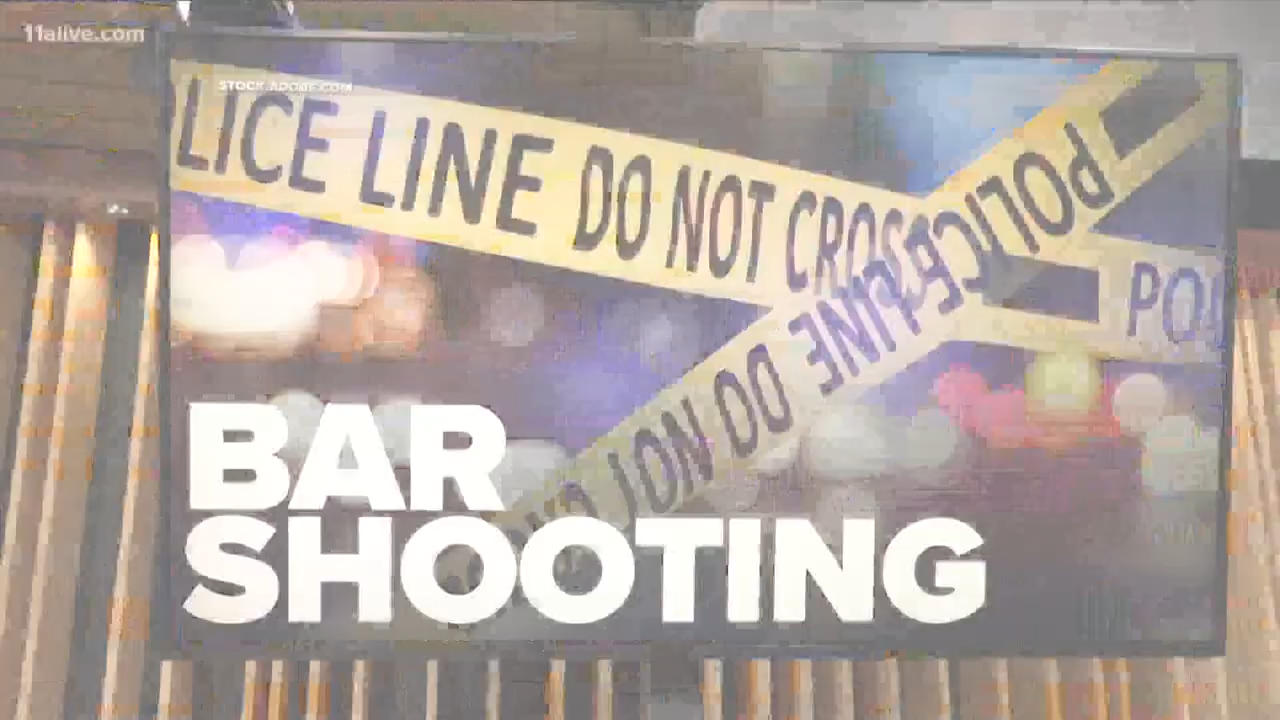 11alive.com
STOCK.ADOBE.COM
LICE LINE DO NOT CROSS
POLICE LINE DO NOT
POL
BAR
SHOOTING